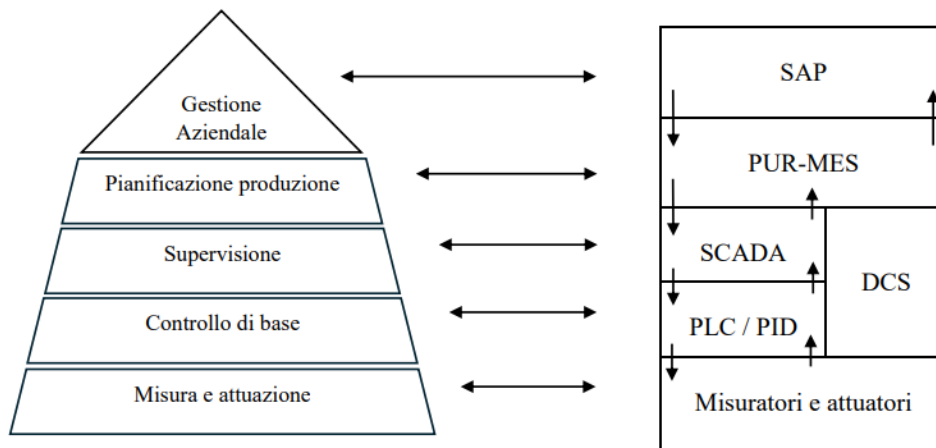 Gestione
Aziendale
Pianificazione produzione
Supervisione
Controllo di base
Misura e attuazione
SAP
PUR-MES
SCADA
DCS
PLC / PID
Misuratori e attuatori